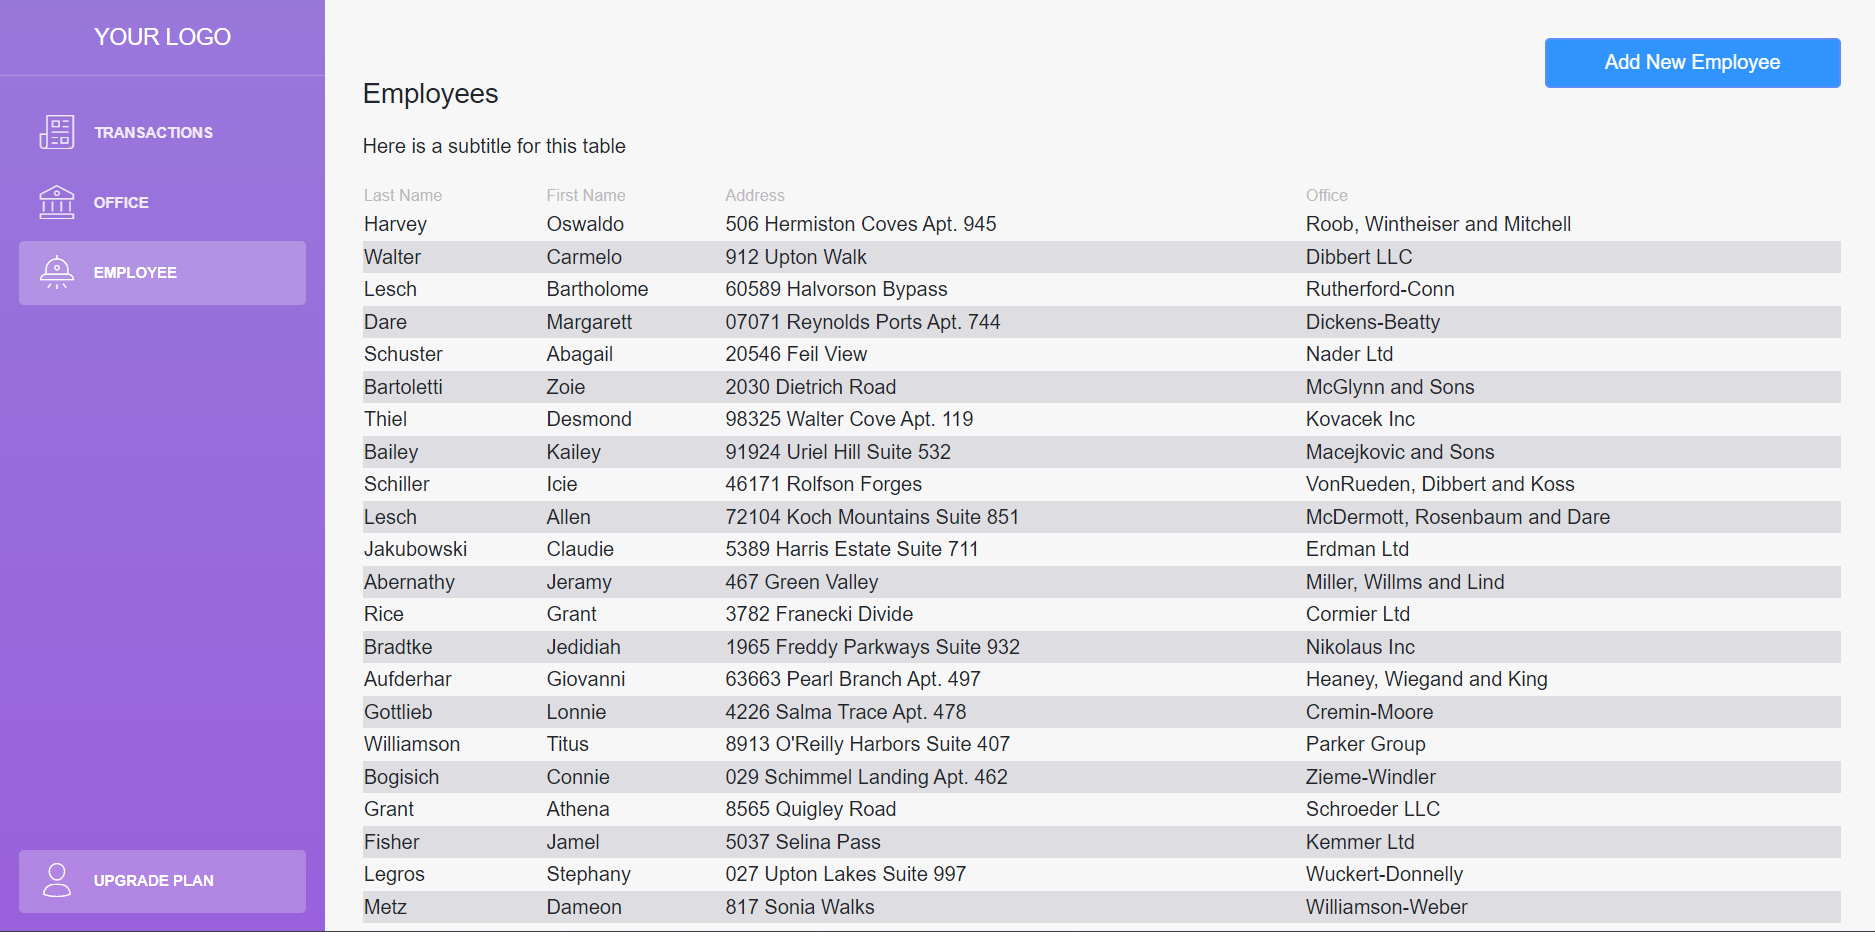 YOUR LOGO
TRANSACTIONS
OFFICE
EMPLOYEE
UPGRADE PLAN
Add New Employee
Employees
Here is a subtitle for this table
Last Name First Name Address Office
Harvey Oswaldo 506 Hermiston Coves Apt. 945 Roob, Wintheiser and Mitchell
Walter Carmelo 912 Upton Walk Dibbert LLC
Lesch Bartholome 60589 Halvorson Bypass Rutherford-Conn
Dare Margarett 07071 Reynolds Ports Apt. 744 Dickens-Beatty
Schuster Abagail 20546 Feil View Nader Ltd
Bartoletti Zoie 2030 Dietrich Road McGlynn and Sons
Thiel Desmond 98325 Walter Cove Apt. 119 Kovacek Inc
Bailey Kailey 91924 Uriel Hill Suite 532 Macejkovic and Sons
Schiller Icie 46171 Rolfson Forges VonRueden, Dibbert and Koss
Lesch Allen 72104 Koch Mountains Suite 851 McDermott, Rosenbaum and Dare
Jakubowski Claudie 5389 Harris Estate Suite 711 Erdman Ltd
Abernathy Jeramy 467 Green Valley Miller, Willms and Lind
Rice Grant 3782 Franecki Divide Cormier Ltd
Bradtke Jedidiah 1965 Freddy Parkways Suite 932 Nikolaus Inc
Aufderhar Giovanni 63663 Pearl Branch Apt. 497 Heaney, Wiegand and King
Gottlieb Lonnie 4226 Salma Trace Apt. 478 Cremin-Moore
Williamson Titus 8913 O'Reilly Harbors Suite 407 Parker Group
Bogisich Connie 029 Schimmel Landing Apt. 462 Zieme-Windler
Grant Athena 8565 Quigley Road Schroeder LLC
Fisher Jamel 5037 Selina Pass Kemmer Ltd
Legros Stephany 027 Upton Lakes Suite 997 Wuckert-Donnelly
Metz Dameon 817 Sonia Walks Williamson-Weber